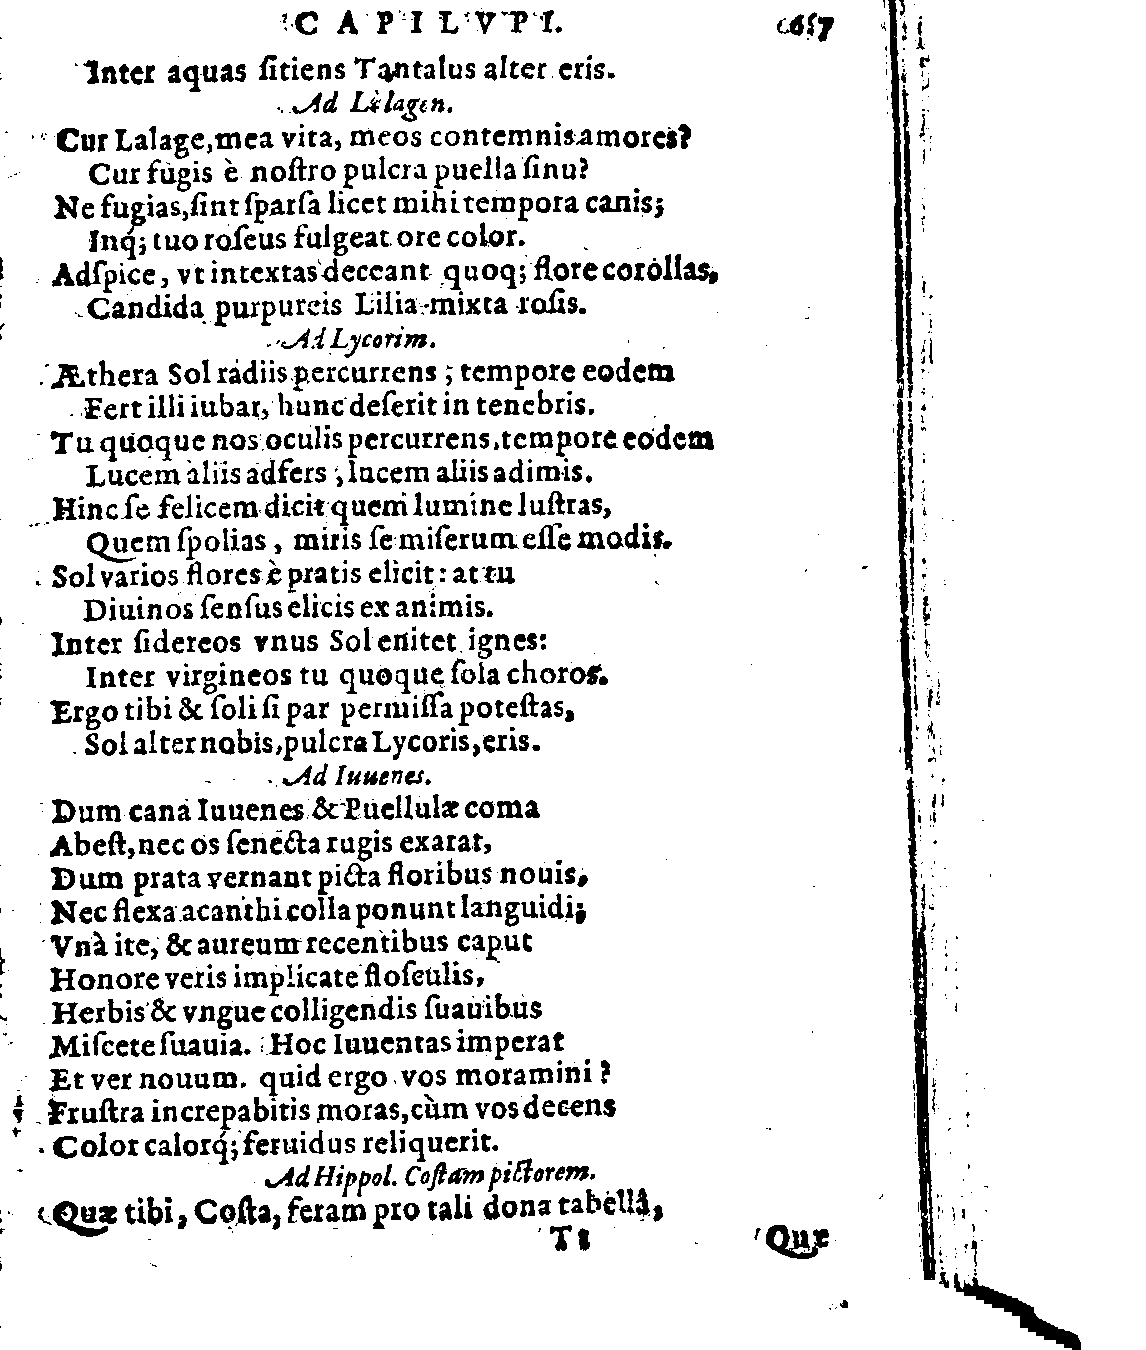 CAPILVPI. 657
Inter aquas ſitiens Tantalus alter eris.
Ad Lalagen.
Cur Lalage, mea vita, meos contemnis amores?
Cur fugis è noſtro pulcra puella ſinu?
Ne fugias, ſint ſparſa licet mihi tempora canis;
Inq́; tuo roſeus fulgeat ore color.
Adſpice, vt intextas deceant quoq; flore corollas,
Candida purpureis Lilia mixta roſis.
Ad Lycorim.
Æthera Sol radiis percurrens; tempore eodem
Fert illi iubar, hunc deſerit in tenebris.
Tu quoque nos oculis percurrens, tempore eodem
Lucem aliis adfers, lucem aliis adimis.
Hinc ſe felicem dicit quem lumine luſtras,
Quem ſpolias, miris ſe miſerum eſſe modis.
Sol varios flores è pratis elicit: at tu
Diuinos ſenſus elicis ex animis.
Inter ſidereos vnus Sol enitet ignes:
Inter virgineos tu quoque ſola choros.
Ergo tibi & ſoli ſi par permiſſa poteſtas,
Sol alter nobis, pulcra Lycoris, eris.
Ad Iuuenes.
Dum cana Iuuenes & Puellulæ coma
Abeſt, nec os ſenecta rugis exarat,
Dum prata vernant picta floribus nouis,
Nec flexa acanthi colla ponunt languidi;
Vnà ite, & aureum recentibus caput
Honore veris implicate floſculis,
Herbis & vngue colligendis ſuauibus
Miſcete ſuauia. Hoc Iuuentas imperat
Et ver nouum. quid ergo vos moramini?
Fruſtra increpabitis moras, cùm vos decens
Color calorq́; feruidus reliquerit.
Ad Hippol. Coſtam pictorem.
Quæ tibi, Coſta, feram pro tali dona tabellâ,
Tt Quæ